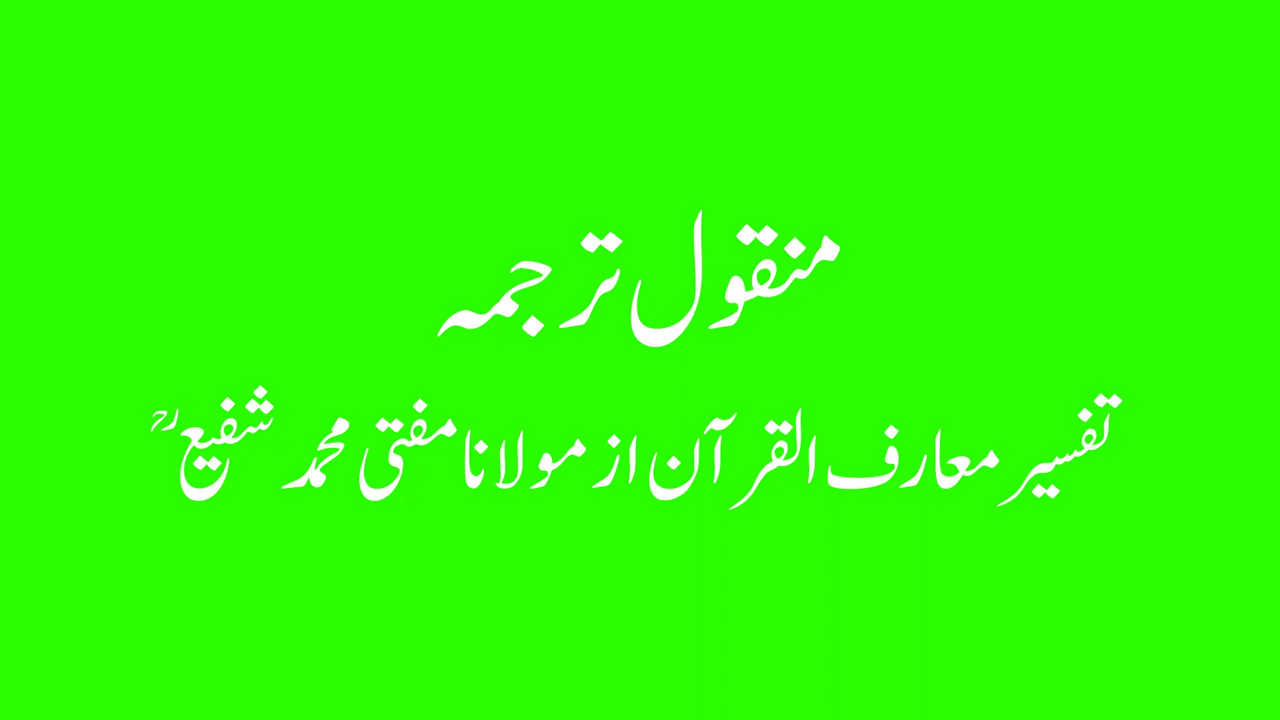 منقول ترجمہ
تفسیر معارف القرآن از مولانا مفتی محمد شفیعؒ